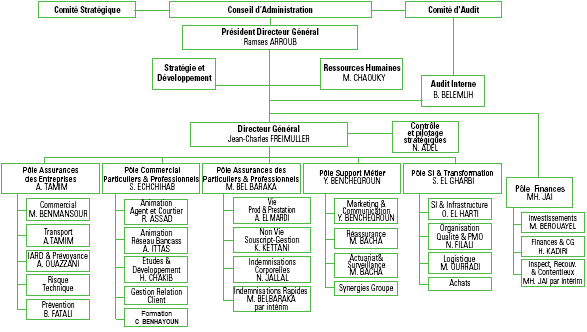 Comité Stratégique
Conseil d'Administration
Comité d'Audit
Président Directeur Général
Ramses ARROUB
Stratégie et
Développement
Ressources Humaines
M. CHAOUKY
Audit Interne
B. BELEMLIH
Directeur Général
Jean-Charles FREIMULLER
Contrôle
et pilotage
stratégiques
N. ADEL
Pôle Assurances
des Entreprises
A. TAMIM
Commercial
M. BENMANSOUR
Transport
A.TAMIM
IARD & Prévoyance
A. OUAZZANI
Risque
Technique
Prévention
B. FATALI
Pôle Commercial
Particuliers & Professionnels
S. ECHCHIHAB
Animation
Agent et Courtier
R. ASSAD
Animation
Réseau Bancass
A. ITTAS
Etudes &
Développement
H. CHAKIB
Gestion Relation
Client
Formation
C BENHAYOUN
Pôle Assurances des
Particuliers & Professionnels
M. BEL BARAKA
Vie
Prod & Prestation
A. EL MARDI
Non Vie
Souscript-Gestion
K. KETTANI
Indemnisations
Corporelles
N. JALLAL
Indemnisations Rapides
M. BELBARAKA
par intérim
Pôle Support Métier
Y. BENCHEQROUN
Marketing &
Communication
Y. BENCHEQROUN
Réassurance
M. BACHA
Actuariat&
Surveillance
M. BACHA
Synergies Groupe
Pôle SI & Transformation
S. EL GHARBI
SI & Infrastructure
O. EL HARTI
Organisation
Qualité & PMO
N. FILALI
Logistique
M. OURRADI
Achats
Pôle Finances
MH. JAI
Investissements
M. BEROUAYEL
Finances & CG
H. KADIRI
Inspect, Recouv.
& Contentieux
MH. JAI par intérim